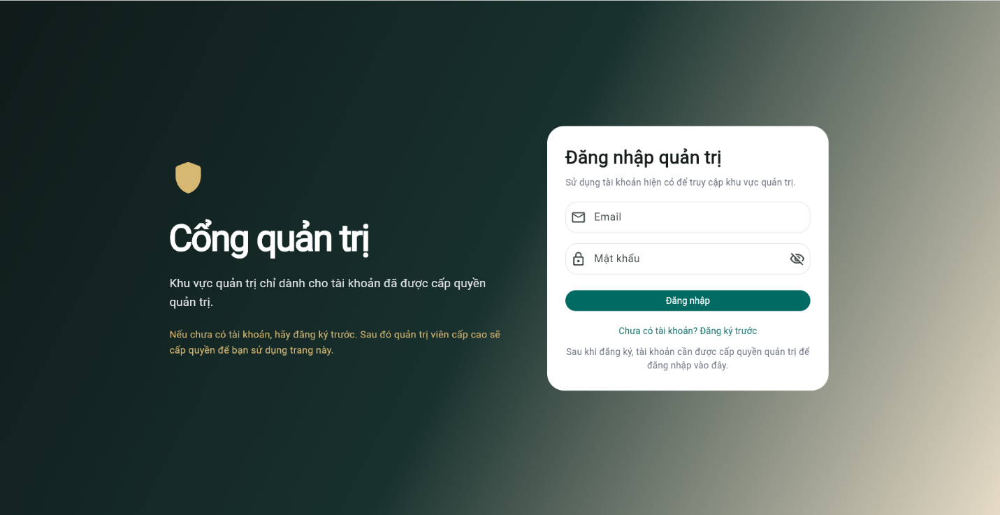 Cổng quản trị
Khu vực quản trị chỉ dành cho tài khoản đã được cấp quyền
quản trị.
Nếu chưa có tài khoản, hãy đăng ký trước. Sau đó quản trị viên cấp cao sẽ
cấp quyền để bạn sử dụng trang này.
Đăng nhập quản trị
Sử dụng tài khoản hiện có để truy cập khu vực quản trị.
Email
Mật khẩu
Đăng nhập
Chưa có tài khoản? Đăng ký trước
Sau khi đăng ký, tài khoản cần được cấp quyền quản trị để
đăng nhập vào đây.